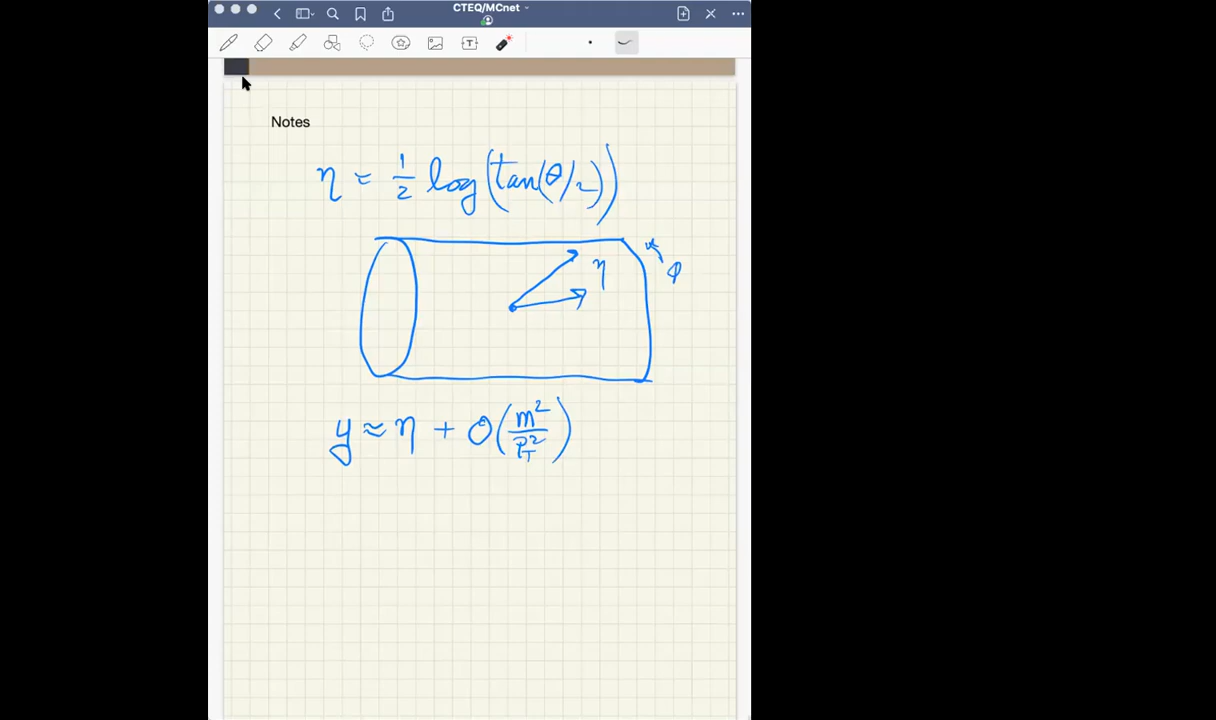 CTEQ/MCnet
Notes
η = 1/2 log(tan(θ/2))
η
φ
y ≈ η + O(m²/P_T²)